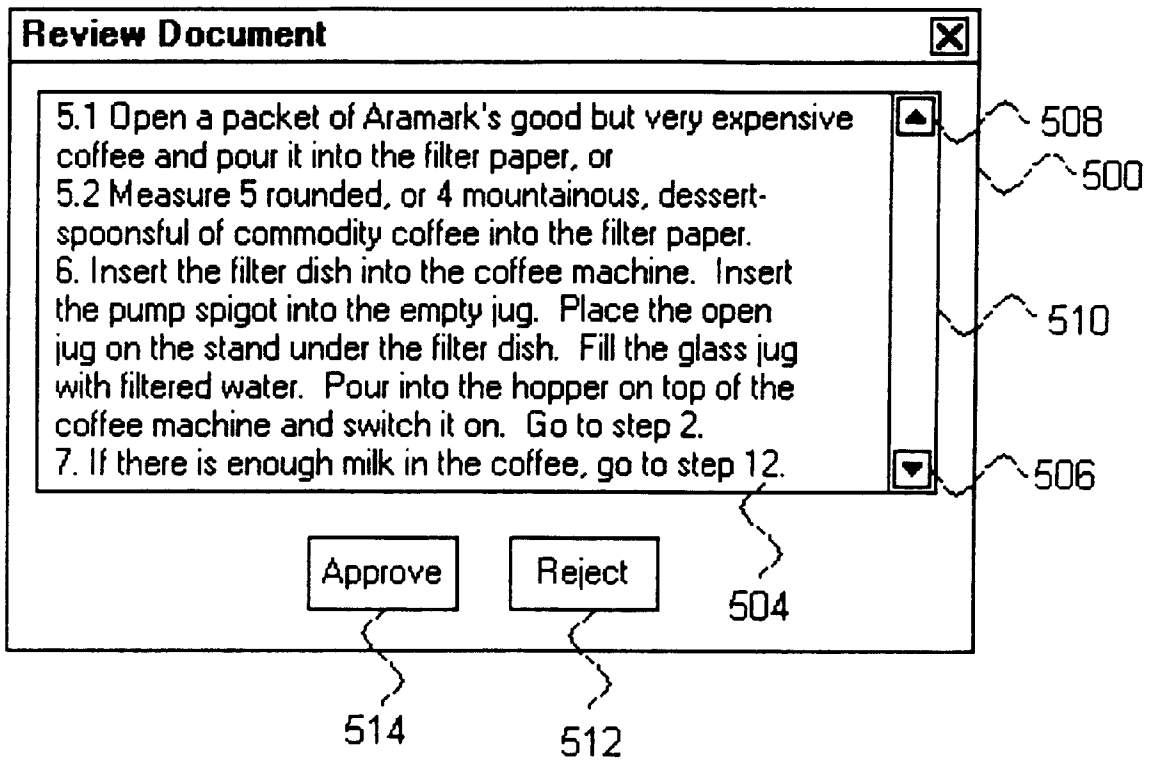 Review Document
5.1 Open a packet of Aramark's good but very expensive
coffee and pour it into the filter paper, or
5.2 Measure 5 rounded, or 4 mountainous, dessert-
spoonsful of commodity coffee into the filter paper.
6. Insert the filter dish into the coffee machine.  Insert
the pump spigot into the empty jug.  Place the open
jug on the stand under the filter dish.  Fill the glass jug
with filtered water.  Pour into the hopper on top of the
coffee machine and switch it on.  Go to step 2.
7. If there is enough milk in the coffee, go to step 12.
508
500
510
506
Approve
Reject
504
514
512